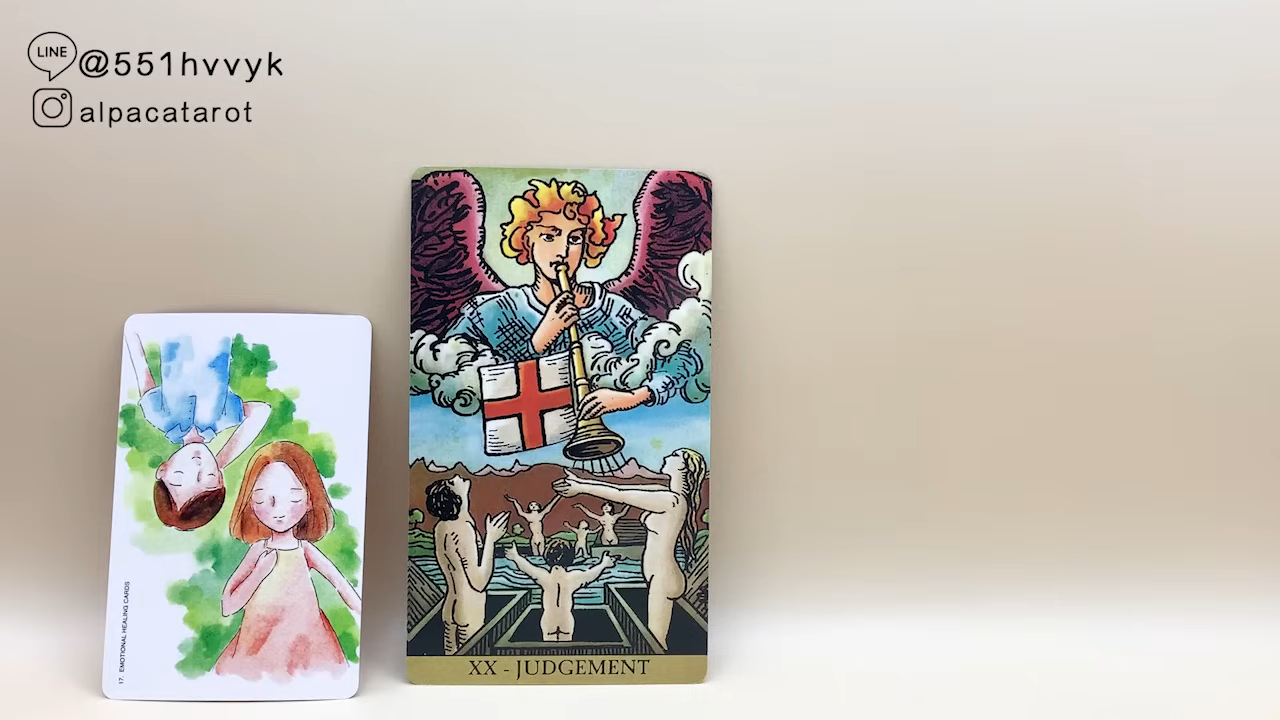 LINE @551hvvyk
alpacatarot
17. EMOTIONAL HEALING CARDS
XX - JUDGEMENT